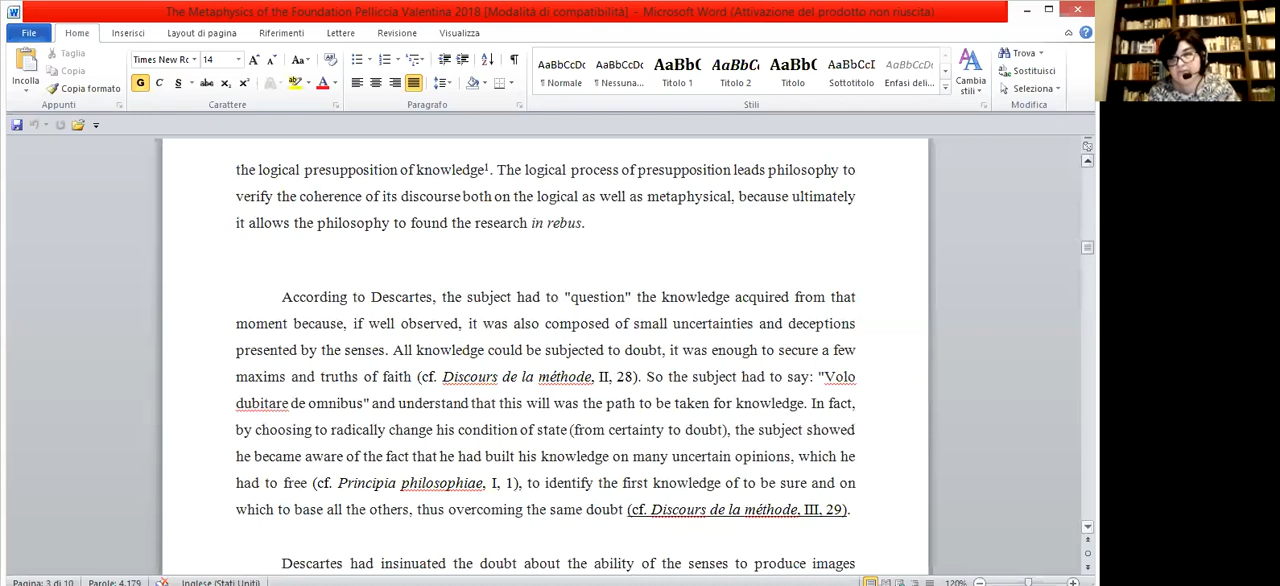 The Metaphysics of the Foundation Pelliccia Valentina 2018 [Modalità di compatibilità] - Microsoft Word (Attivazione del prodotto non riuscita)
File Home Inserisci Layout di pagina Riferimenti Lettere Revisione Visualizza
Incolla
Taglia
Copia
Copia formato
Appunti
Times New Ro 14
G C S abc x₂ x²
Carattere
Paragrafo
AaBbCcDc AaBbCcDc AaBbC AaBbC AaBbC AaBbCcI AaBbCcDc
¶ Normale ¶ Nessuna... Titolo 1 Titolo 2 Titolo Sottotitolo Enfasi deli...
Stili
Cambia
stili
Trova
Sostituisci
Seleziona
Modifica
the logical presupposition of knowledge¹. The logical process of presupposition leads philosophy to
verify the coherence of its discourse both on the logical as well as metaphysical, because ultimately
it allows the philosophy to found the research in rebus.
According to Descartes, the subject had to "question" the knowledge acquired from that
moment because, if well observed, it was also composed of small uncertainties and deceptions
presented by the senses. All knowledge could be subjected to doubt, it was enough to secure a few
maxims and truths of faith (cf. Discours de la méthode, II, 28). So the subject had to say: "Volo
dubitare de omnibus" and understand that this will was the path to be taken for knowledge. In fact,
by choosing to radically change his condition of state (from certainty to doubt), the subject showed
he became aware of the fact that he had built his knowledge on many uncertain opinions, which he
had to free (cf. Principia philosophiae, I, 1), to identify the first knowledge of to be sure and on
which to base all the others, thus overcoming the same doubt (cf. Discours de la méthode, III, 29).
Descartes had insinuated the doubt about the ability of the senses to produce images
Pagina: 3 di 10 Parole: 4.179 Inglese (Stati Uniti) 120%